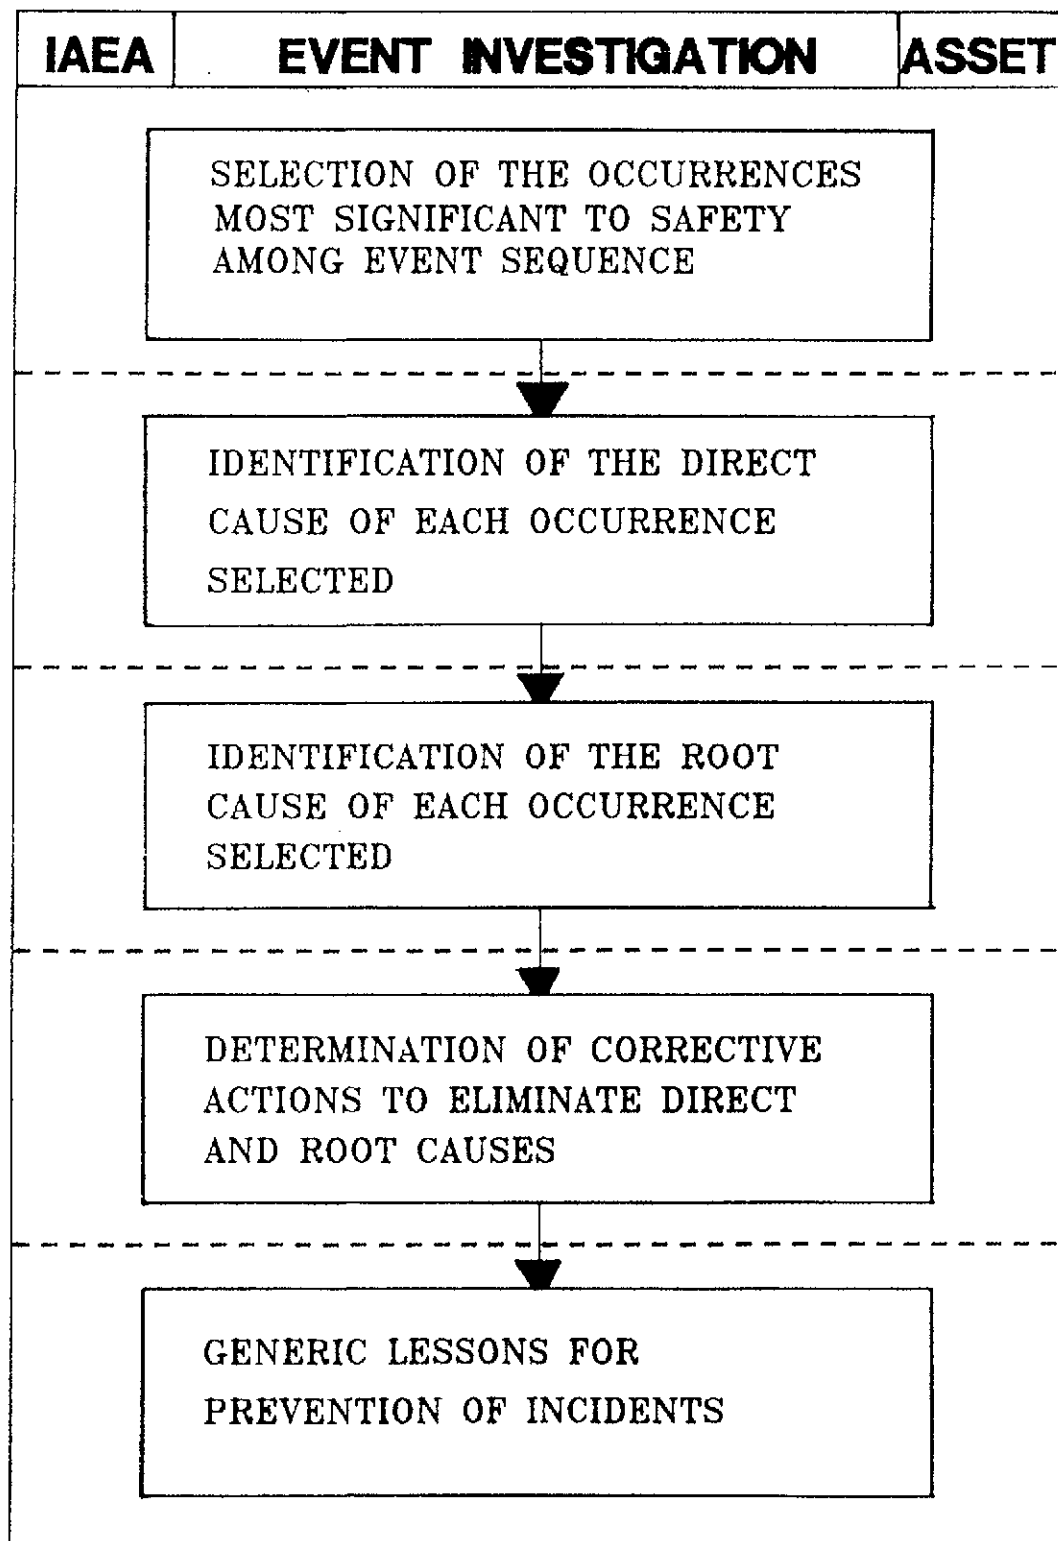 IAEA EVENT INVESTIGATION ASSET
SELECTION OF THE OCCURRENCES
MOST SIGNIFICANT TO SAFETY
AMONG EVENT SEQUENCE
IDENTIFICATION OF THE DIRECT
CAUSE OF EACH OCCURRENCE
SELECTED
IDENTIFICATION OF THE ROOT
CAUSE OF EACH OCCURRENCE
SELECTED
DETERMINATION OF CORRECTIVE
ACTIONS TO ELIMINATE DIRECT
AND ROOT CAUSES
GENERIC LESSONS FOR
PREVENTION OF INCIDENTS